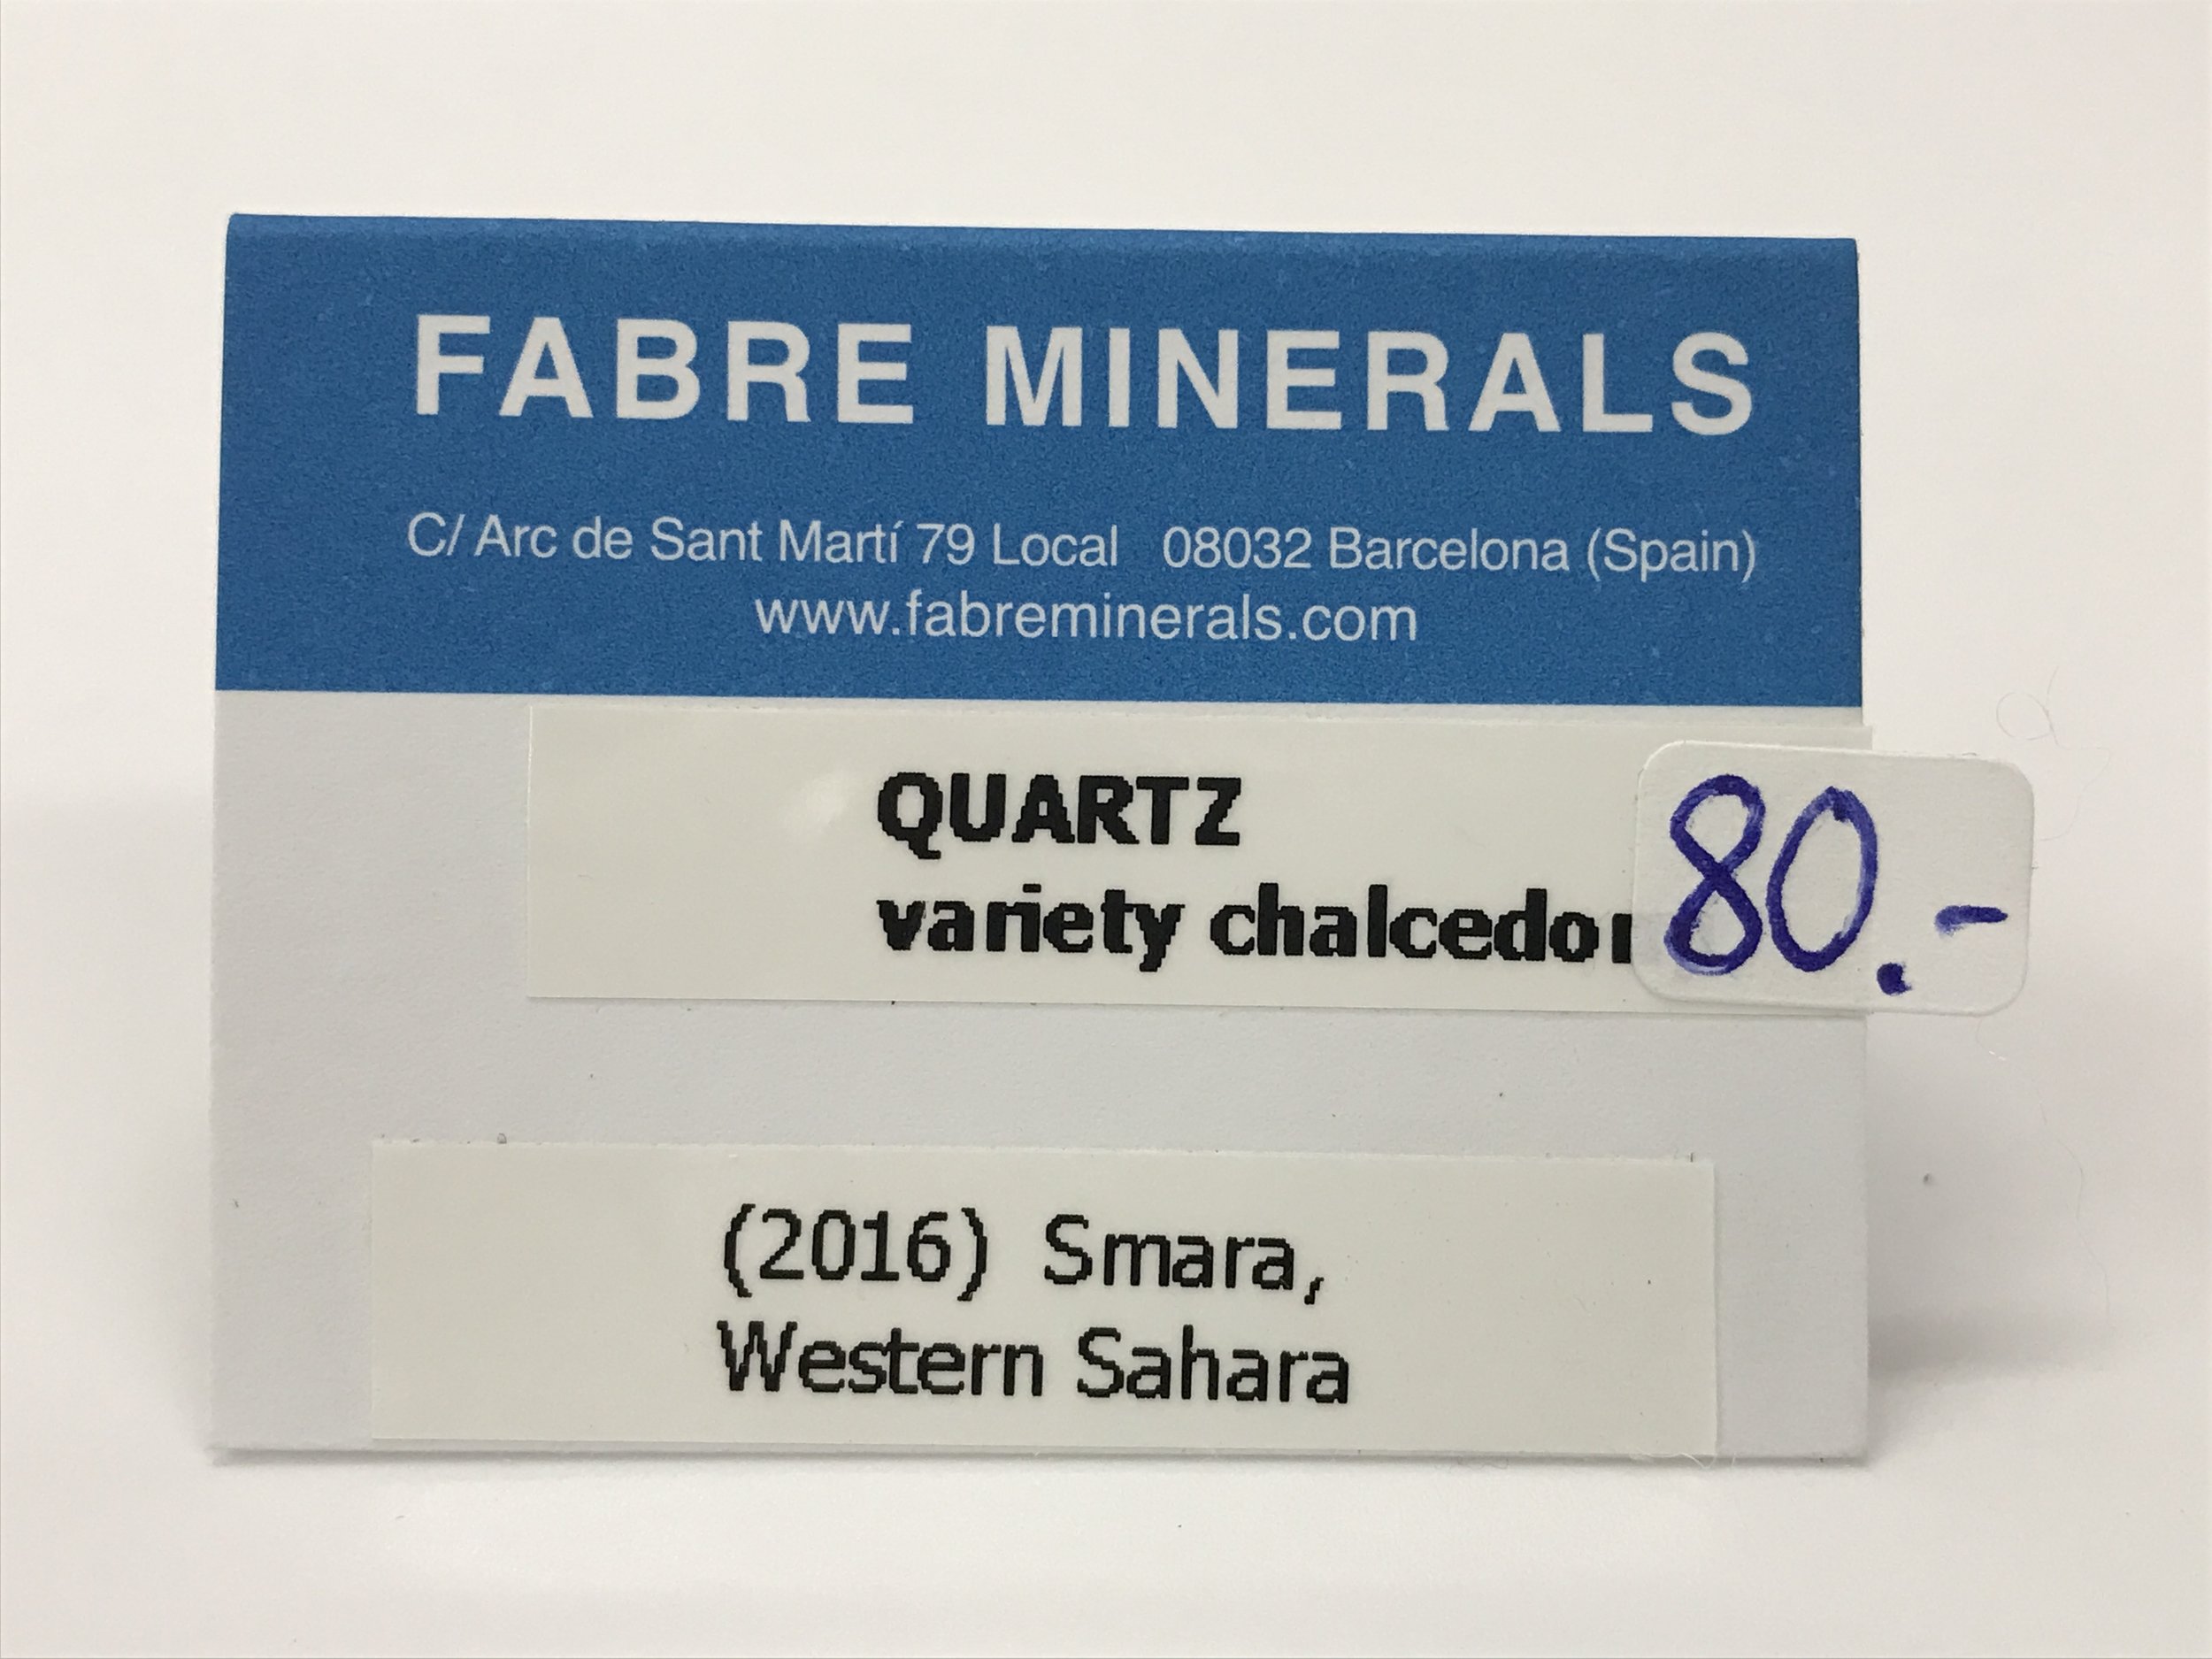 FABRE MINERALS
C/ Arc de Sant Martí 79 Local 08032 Barcelona (Spain)
www.fabreminerals.com
QUARTZ
variety
80.-
(2016) Smara,
Western Sahara